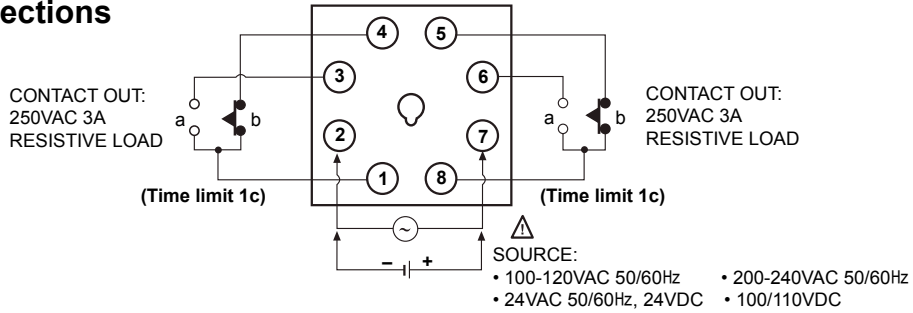 ections
4
5
3
6
CONTACT OUT:
250VAC 3A
RESISTIVE LOAD
a
b
a
b
CONTACT OUT:
250VAC 3A
RESISTIVE LOAD
2
7
1
8
(Time limit 1c)
(Time limit 1c)
~
− +
SOURCE:
• 100-120VAC 50/60Hz • 200-240VAC 50/60Hz
• 24VAC 50/60Hz, 24VDC • 100/110VDC